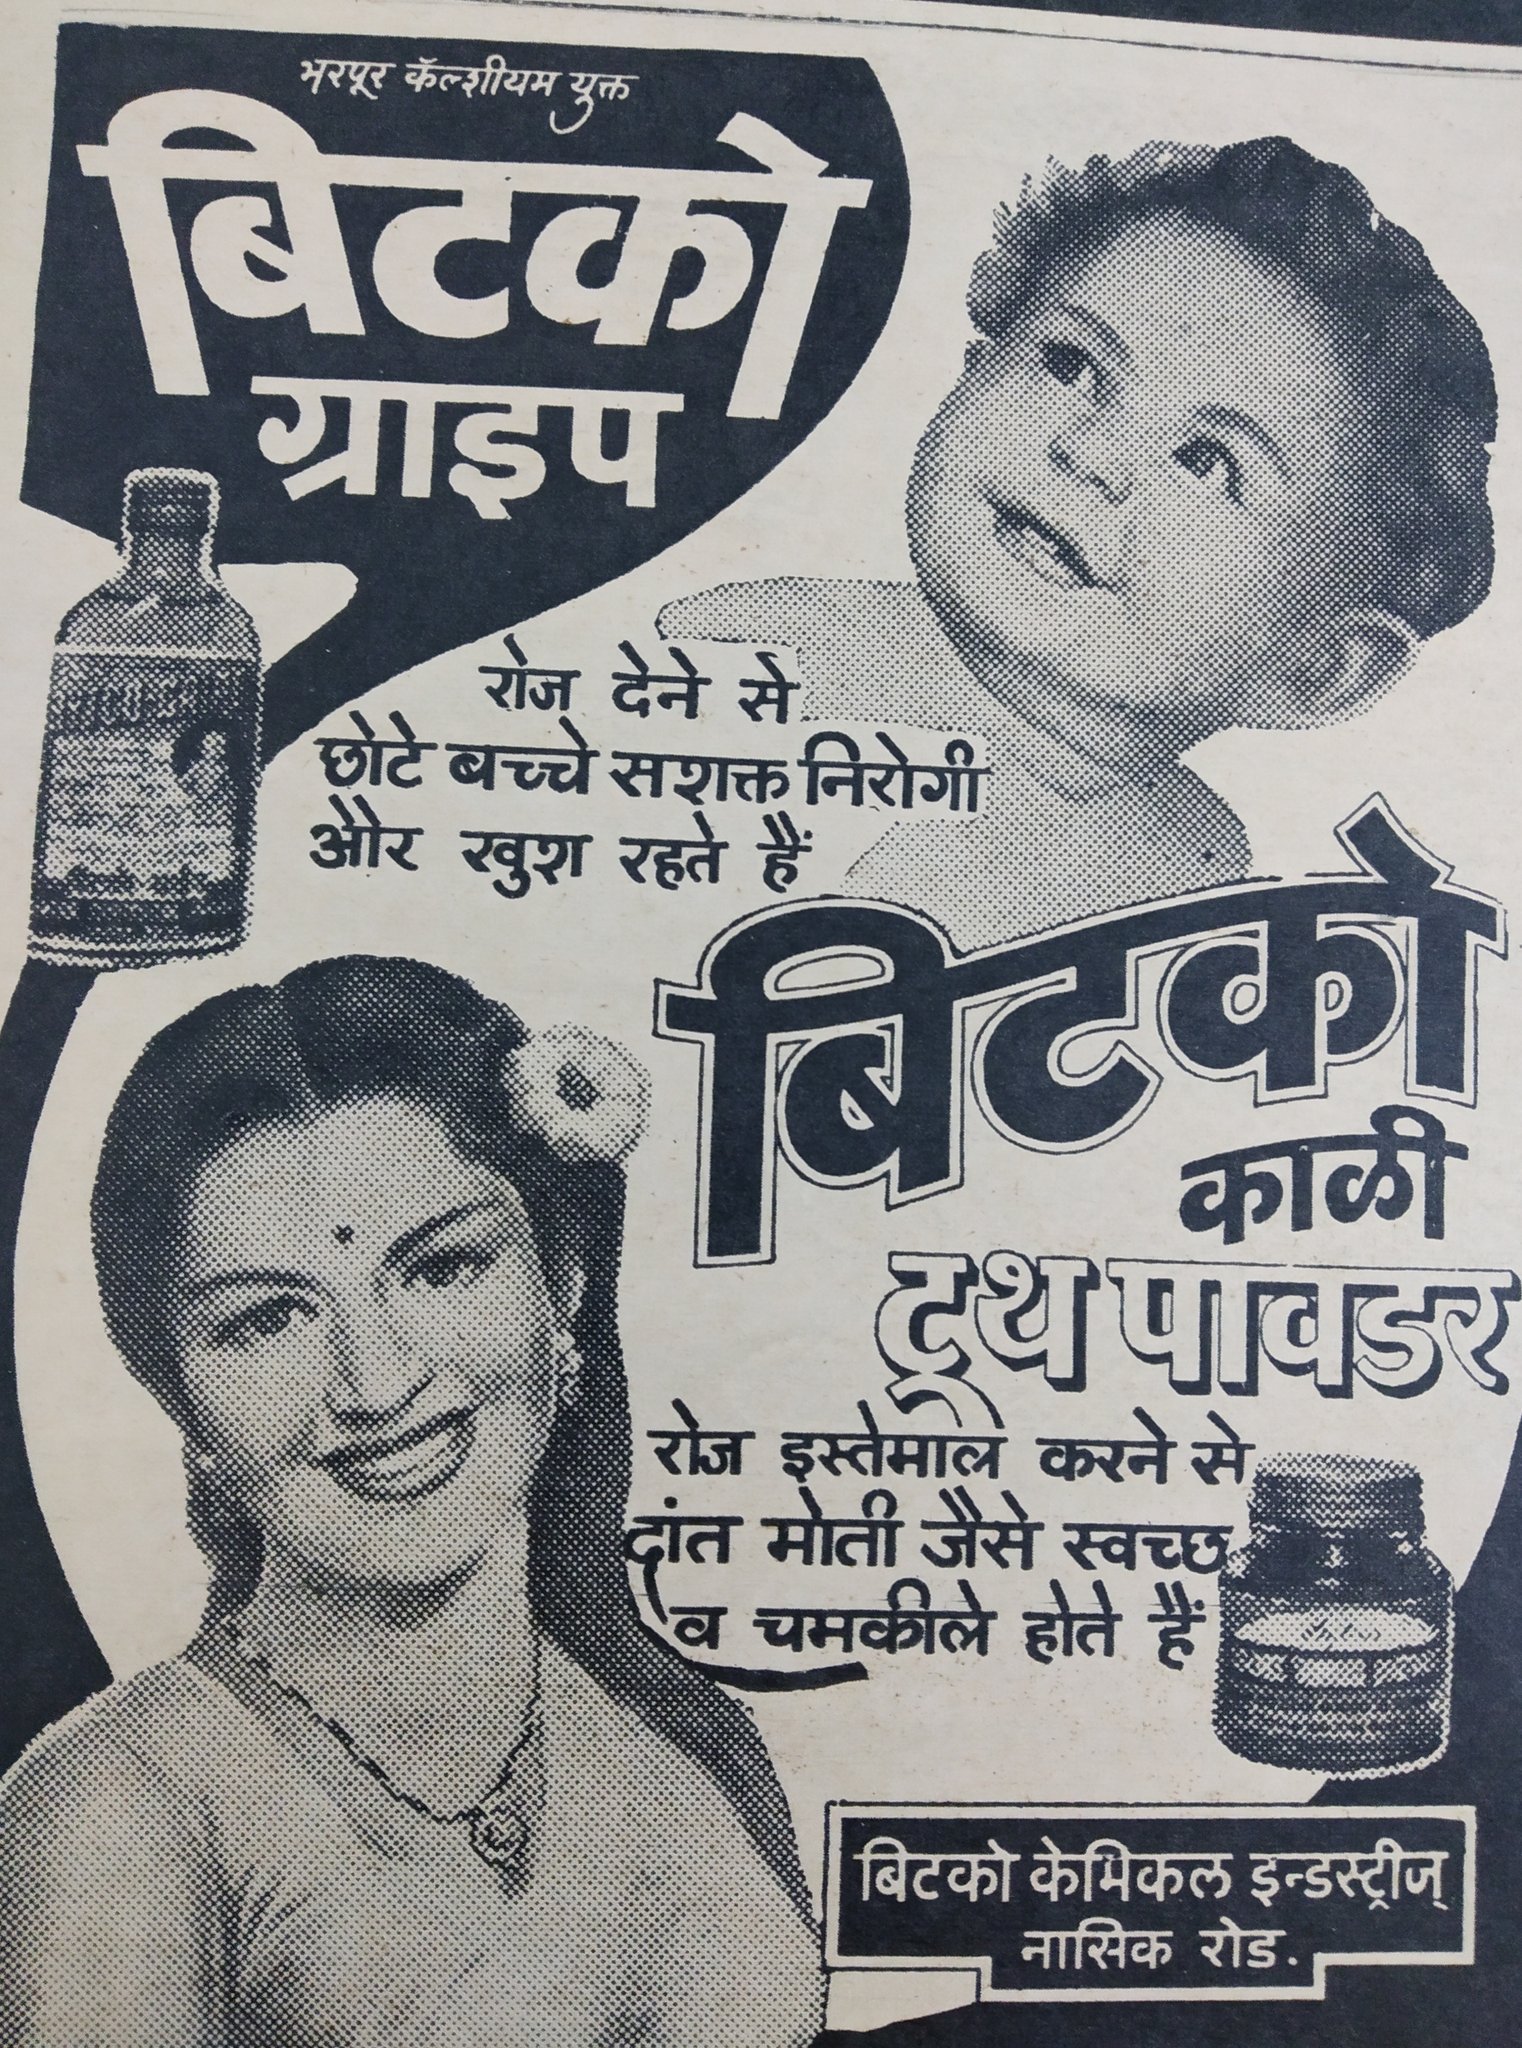 भरपूर कॅल्शीयम युक्त
बिटको
ग्राइप
रोज देने से
छोटे बच्चे सशक्त निरोगी
और खुश रहते हैं
बिटको
काळी
टूथ पावडर
रोज इस्तेमाल करने से
दांत मोती जैसे स्वच्छ
व चमकीले होते हैं
बिटको केमिकल इन्डस्ट्रीज्
नासिक रोड.